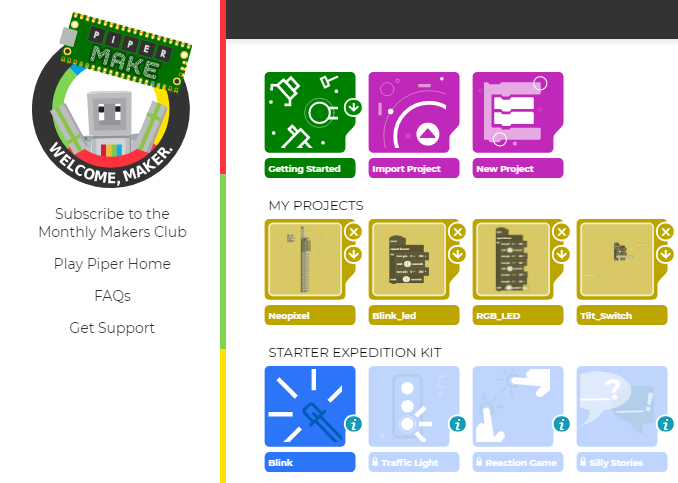 PIPER
MAKE
WELCOME, MAKER.
Subscribe to the
Monthly Makers Club
Play Piper Home
FAQs
Get Support
Getting Started
Import Project
New Project
MY PROJECTS
Neopixel
Blink_led
RGB_LED
Tilt_Switch
STARTER EXPEDITION KIT
?
!
i
i
i
i
Blink
Traffic Light
Reaction Game
Silly Stories